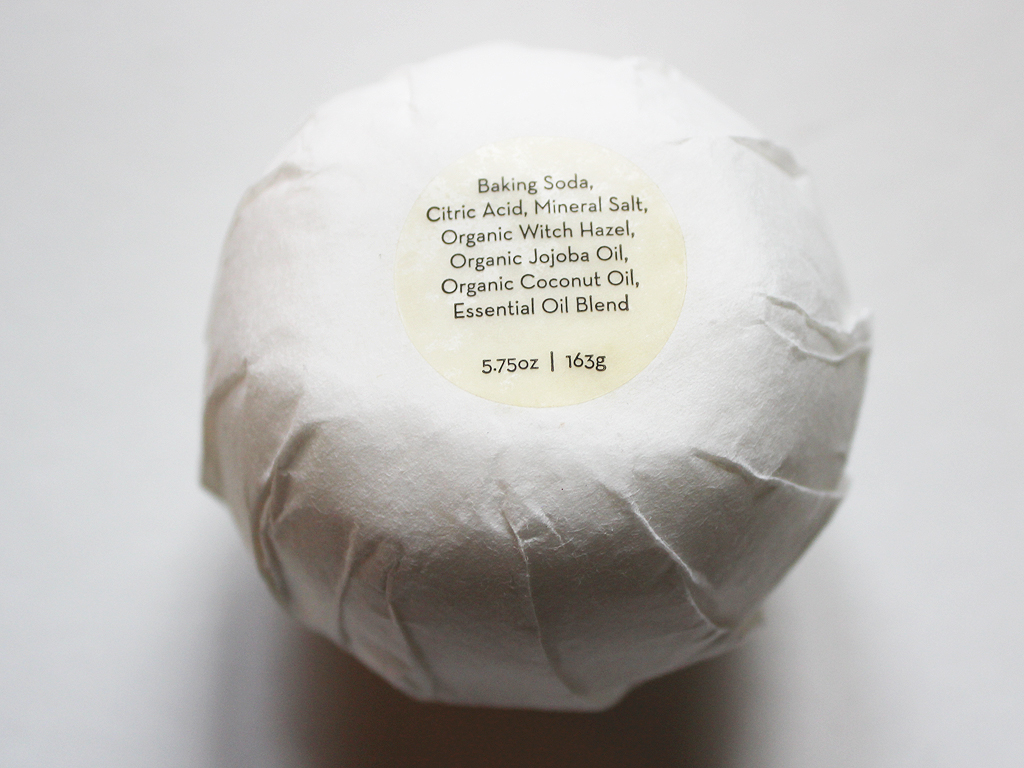 Baking Soda,
Citric Acid, Mineral Salt,
Organic Witch Hazel,
Organic Jojoba Oil,
Organic Coconut Oil,
Essential Oil Blend
5.75oz | 163g